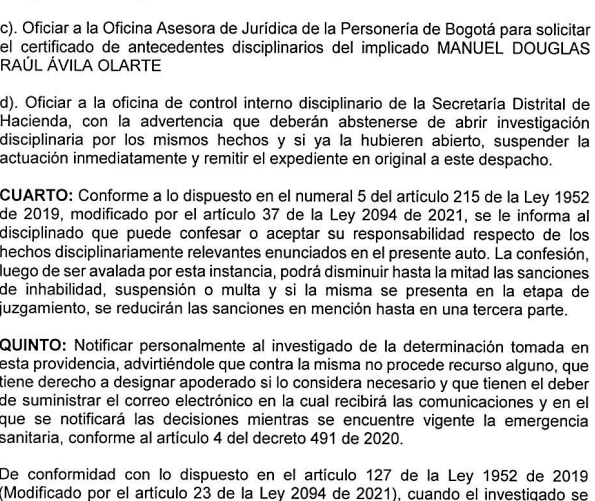 c). Oficiar a la Oficina Asesora de Jurídica de la Personería de Bogotá para solicitar
el certificado de antecedentes disciplinarios del implicado MANUEL DOUGLAS
RAÚL ÁVILA OLARTE
d). Oficiar a la oficina de control interno disciplinario de la Secretaría Distrital de
Hacienda, con la advertencia que deberán abstenerse de abrir investigación
disciplinaria por los mismos hechos y si ya la hubieren abierto, suspender la
actuación inmediatamente y remitir el expediente en original a este despacho.
CUARTO: Conforme a lo dispuesto en el numeral 5 del artículo 215 de la Ley 1952
de 2019, modificado por el artículo 37 de la Ley 2094 de 2021, se le informa al
disciplinado que puede confesar o aceptar su responsabilidad respecto de los
hechos disciplinariamente relevantes enunciados en el presente auto. La confesión,
luego de ser avalada por esta instancia, podrá disminuir hasta la mitad las sanciones
de inhabilidad, suspensión o multa y si la misma se presenta en la etapa de
juzgamiento, se reducirán las sanciones en mención hasta en una tercera parte.
QUINTO: Notificar personalmente al investigado de la determinación tomada en
esta providencia, advirtiéndole que contra la misma no procede recurso alguno, que
tiene derecho a designar apoderado si lo considera necesario y que tienen el deber
de suministrar el correo electrónico en la cual recibirá las comunicaciones y en el
que se notificará las decisiones mientras se encuentre vigente la emergencia
sanitaria, conforme al artículo 4 del decreto 491 de 2020.
De conformidad con lo dispuesto en el artículo 127 de la Ley 1952 de 2019
(Modificado por el artículo 23 de la Ley 2094 de 2021), cuando el investigado se